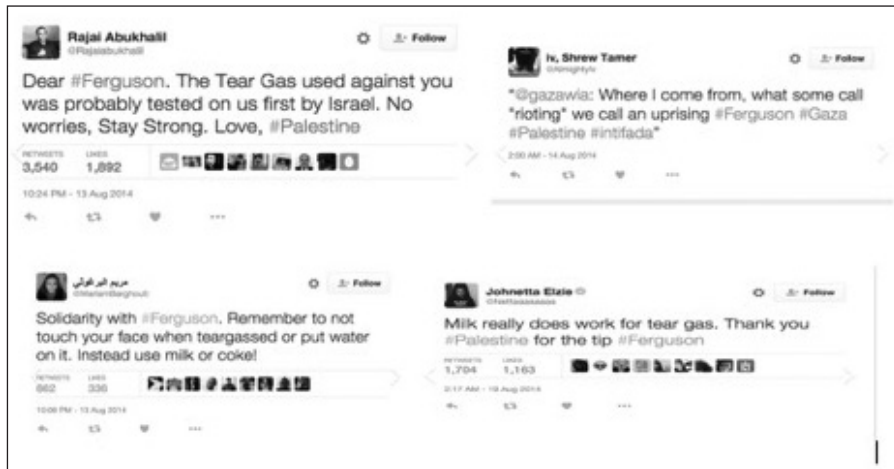 Rajai Abukhalil
@Rajaiabukhalil
Follow
Dear #Ferguson. The Tear Gas used against you
was probably tested on us first by Israel. No
worries, Stay Strong. Love, #Palestine
RETWEETS LIKES
3,540 1,892
10:24 PM - 13 Aug 2014
Iv, Shrew Tamer
Follow
"@gazawia: Where I come from, what some call
"rioting" we call an uprising #Ferguson #Gaza
#Palestine #intifada"
2:00 AM - 14 Aug 2014
مريم البرغوثي
@MariamBarghouti
Follow
Solidarity with #Ferguson. Remember to not
touch your face when teargassed or put water
on it. Instead use milk or coke!
RETWEETS LIKES
662 336
10:06 PM - 13 Aug 2014
Johnetta Elzie
Follow
Milk really does work for tear gas. Thank you
#Palestine for the tip #Ferguson
RETWEETS LIKES
1,704 1,163
2:17 AM - 19 Aug 2014